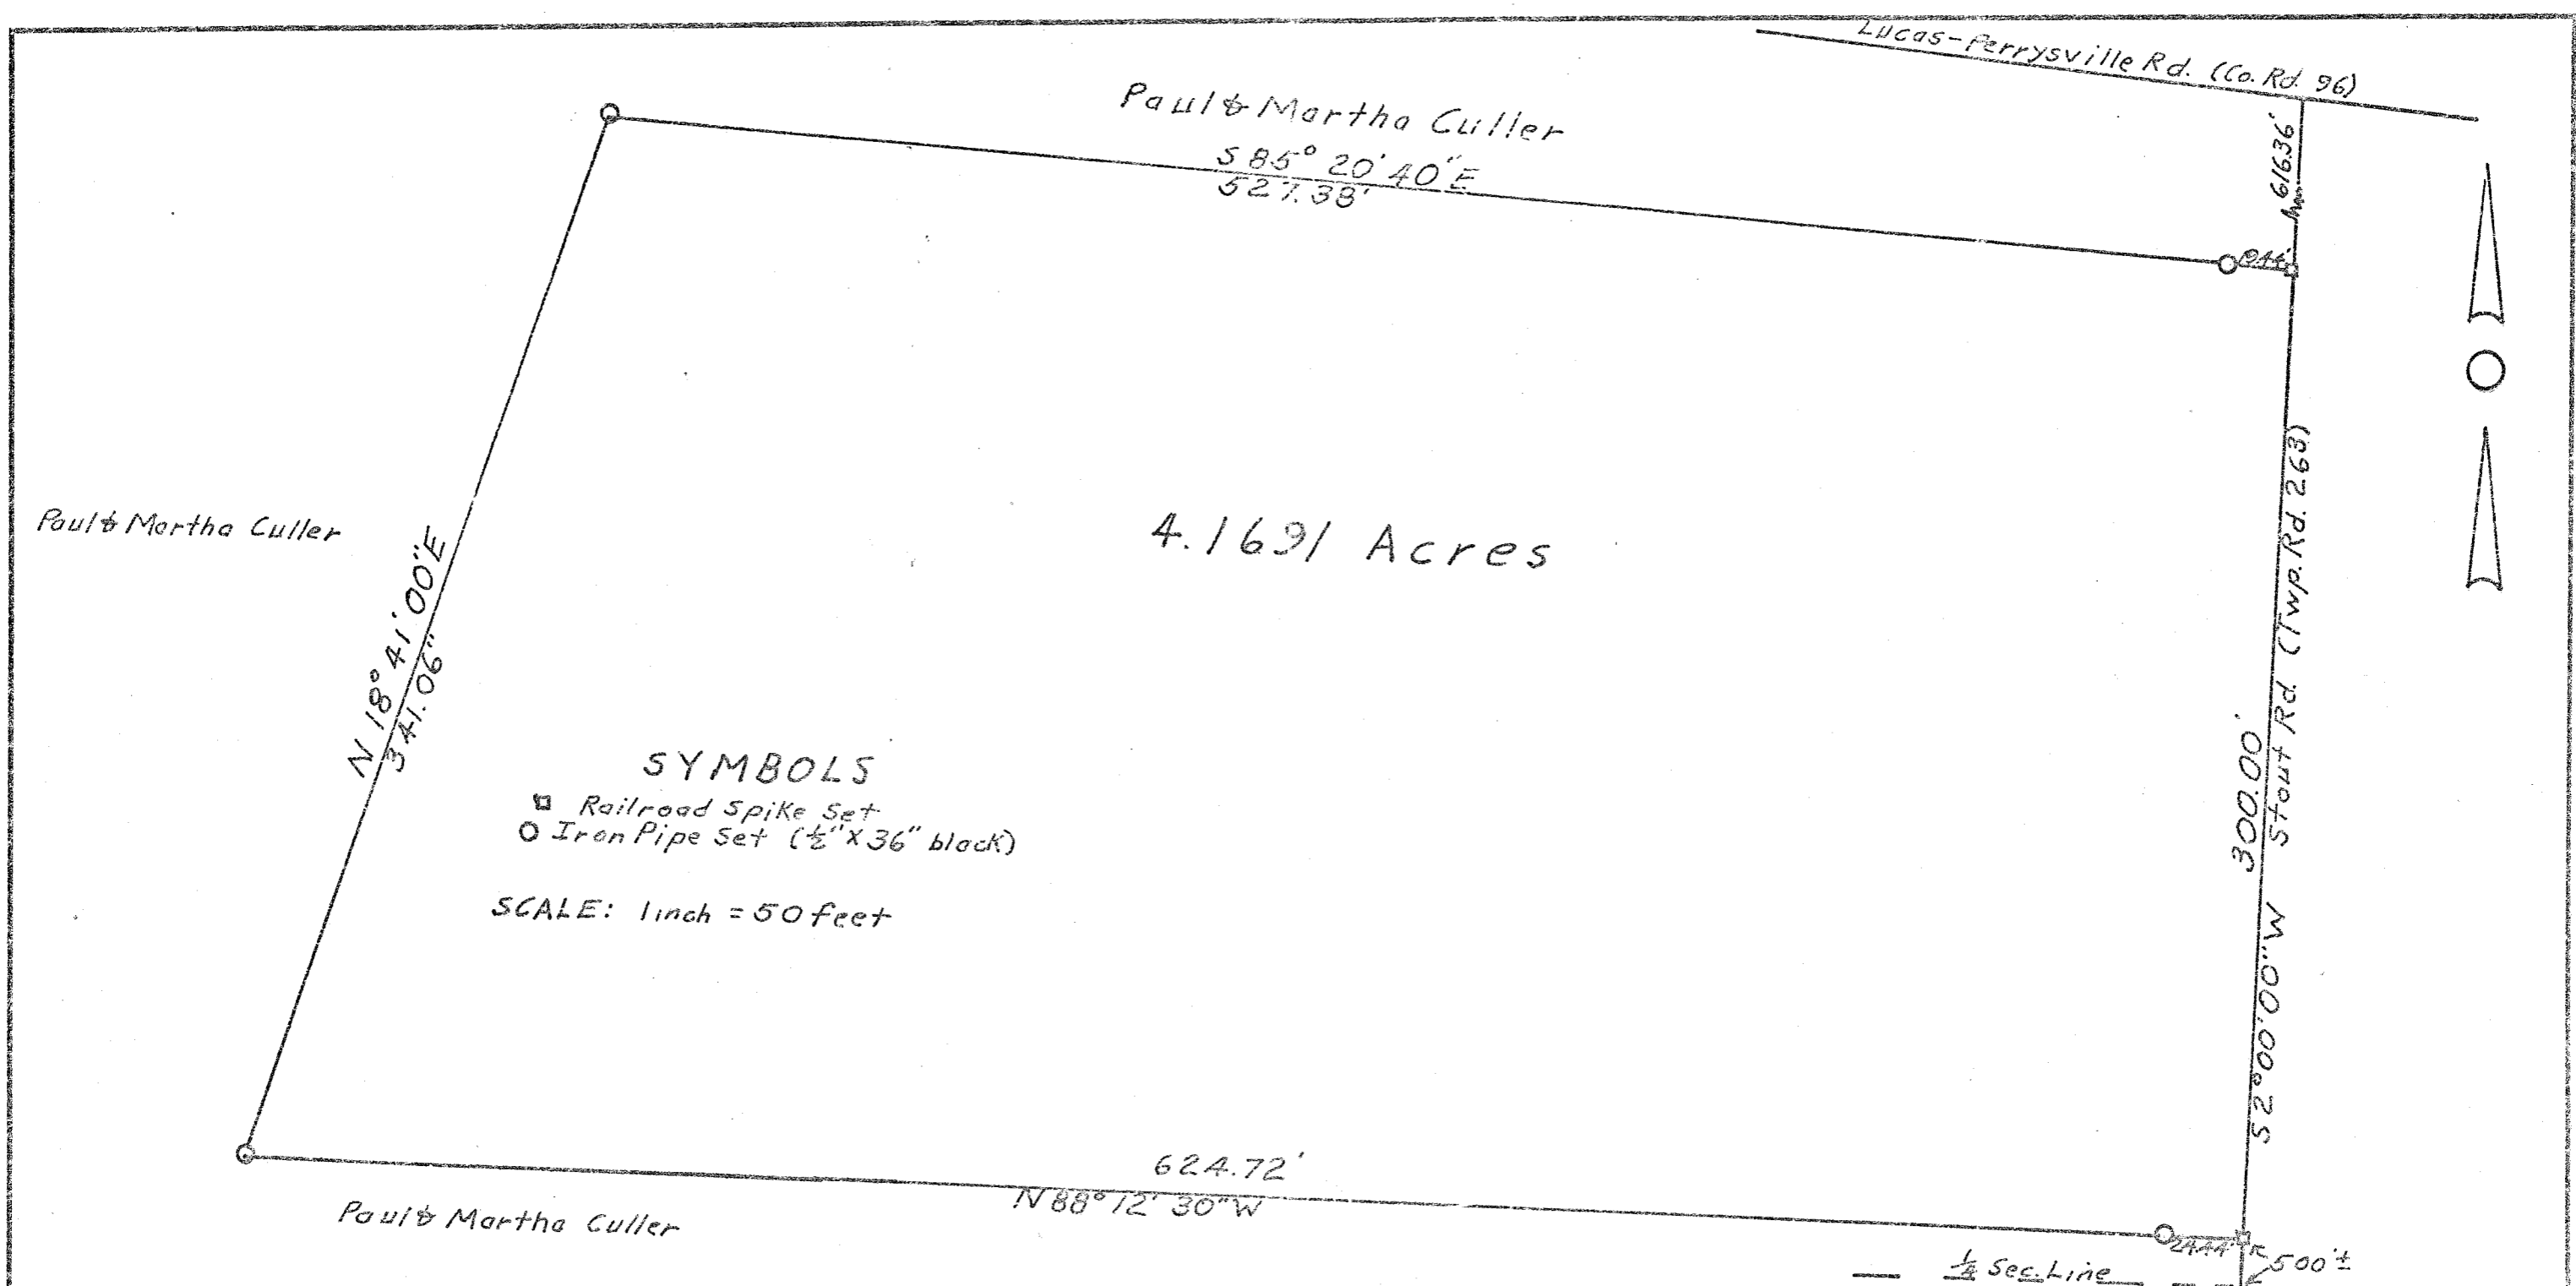 Lucas-Perrysville Rd. (Co. Rd. 96)
Paul & Martha Culler
S 85° 20' 40" E
527.38'
616.36'
Paul & Martha Culler
4.1691 Acres
N 18° 41' 00" E
341.06"
Stout Rd. (Twp. Rd. 263)
300.00'
S 2° 00' 00" W
SYMBOLS
Railroad Spike Set
Iron Pipe Set (½" X 36" black)
SCALE: 1 inch = 50 feet
624.72'
N 88° 12' 30" W
Paul & Martha Culler
24.44'
500'±
¼ Sec. Line